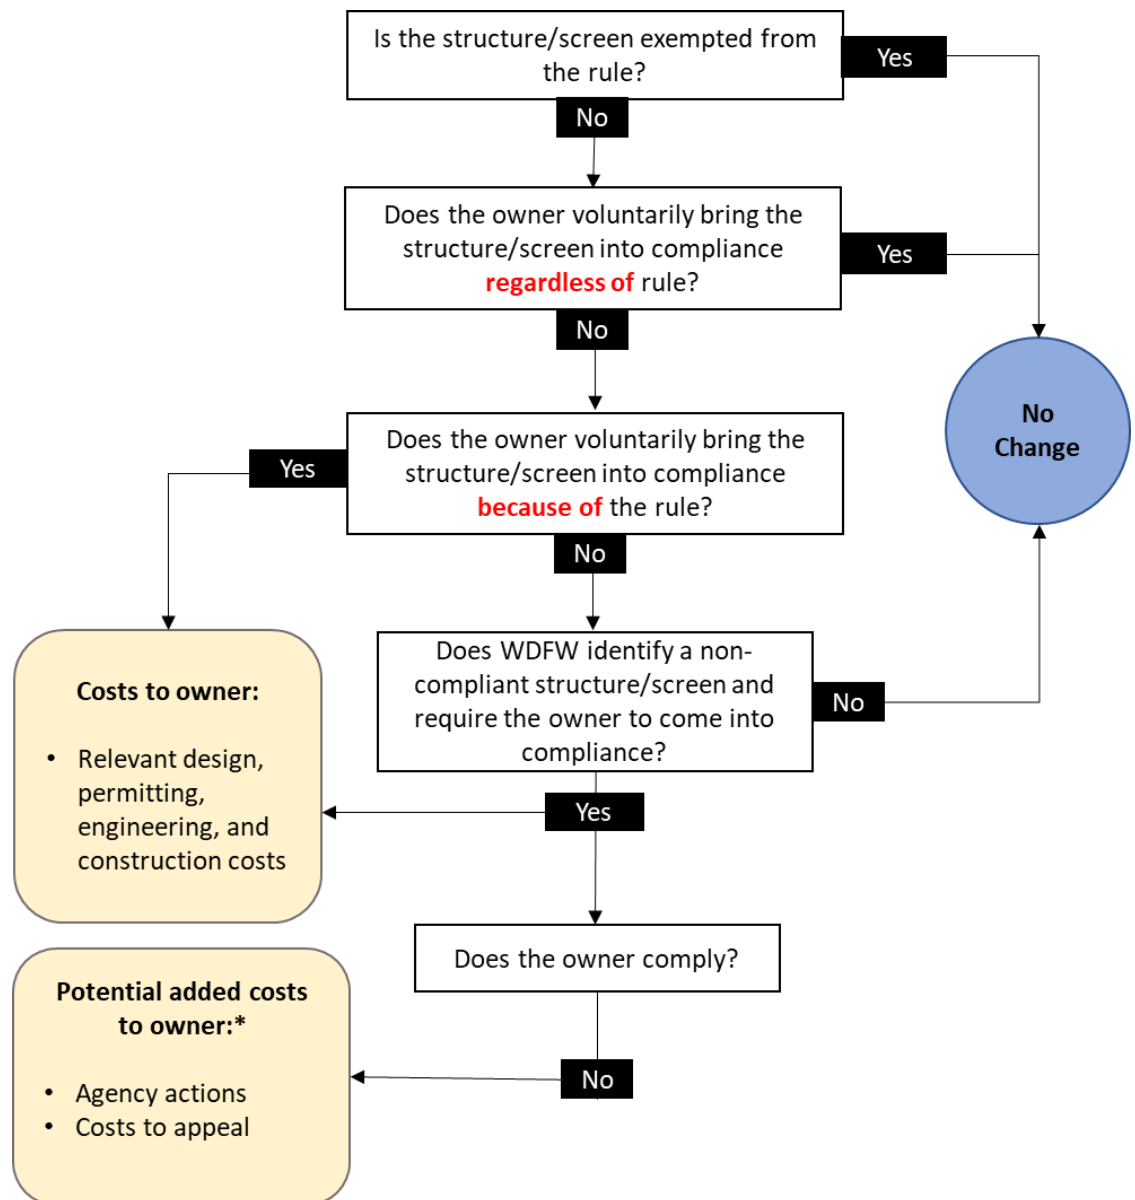 Is the structure/screen exempted from
the rule?
Yes
No
Does the owner voluntarily bring the
structure/screen into compliance
regardless of rule?
Yes
No
No
Change
Does the owner voluntarily bring the
structure/screen into compliance
because of the rule?
Yes
No
Does WDFW identify a non-
compliant structure/screen and
require the owner to come into
compliance?
No
Yes
Costs to owner:
• Relevant design,
permitting,
engineering, and
construction costs
Does the owner comply?
No
Potential added costs
to owner:*
• Agency actions
• Costs to appeal